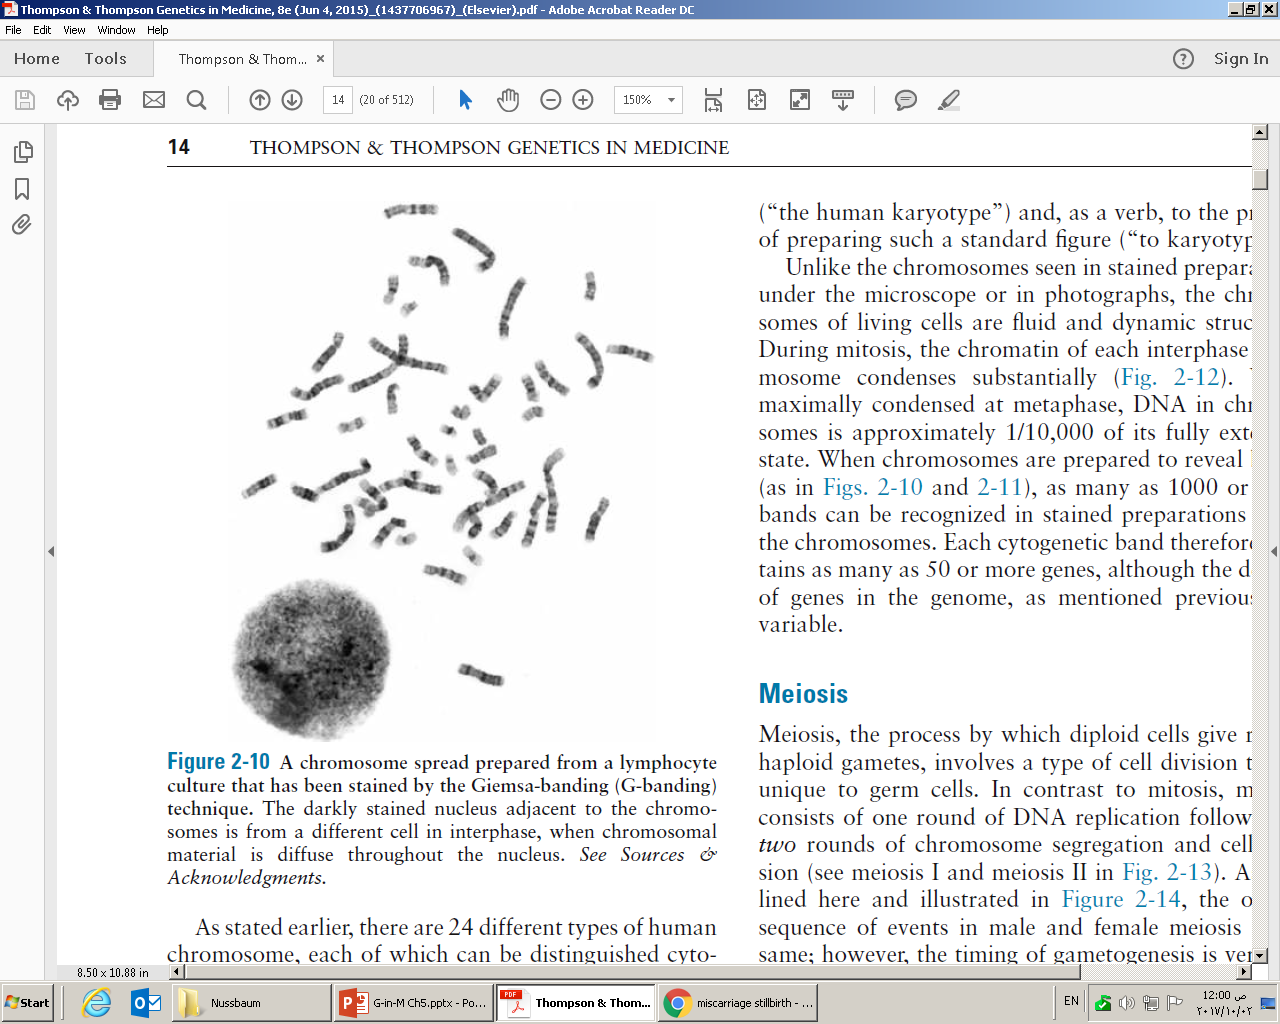 Thompson & Thompson Genetics in Medicine, 8e (Jun 4, 2015)_(1437706967)_(Elsevier).pdf - Adobe Acrobat Reader DC
File Edit View Window Help
Home Tools Thompson & Thom... × ? Sign In
14 (20 of 512) 150%
14 THOMPSON & THOMPSON GENETICS IN MEDICINE
Figure 2-10 A chromosome spread prepared from a lymphocyte
culture that has been stained by the Giemsa-banding (G-banding)
technique. The darkly stained nucleus adjacent to the chromo-
somes is from a different cell in interphase, when chromosomal
material is diffuse throughout the nucleus. See Sources &
Acknowledgments.
As stated earlier, there are 24 different types of human
chromosome, each of which can be distinguished cyto-
(“the human karyotype”) and, as a verb, to the pr
of preparing such a standard figure (“to karyotyp
Unlike the chromosomes seen in stained prepara
under the microscope or in photographs, the chr
somes of living cells are fluid and dynamic struc
During mitosis, the chromatin of each interphase
mosome condenses substantially (Fig. 2-12).
maximally condensed at metaphase, DNA in chr
somes is approximately 1/10,000 of its fully exte
state. When chromosomes are prepared to reveal
(as in Figs. 2-10 and 2-11), as many as 1000 or
bands can be recognized in stained preparations
the chromosomes. Each cytogenetic band therefore
tains as many as 50 or more genes, although the d
of genes in the genome, as mentioned previous
variable.
Meiosis
Meiosis, the process by which diploid cells give r
haploid gametes, involves a type of cell division t
unique to germ cells. In contrast to mitosis, m
consists of one round of DNA replication follow
two rounds of chromosome segregation and cell
sion (see meiosis I and meiosis II in Fig. 2-13). A
lined here and illustrated in Figure 2-14, the o
sequence of events in male and female meiosis
same; however, the timing of gametogenesis is ver
8.50 x 10.88 in
Start Nussbaum G-in-M Ch5.pptx - Po... PDF Thompson & Thom... miscarriage stillbirth - ... EN 12:00 ص
٢٠١٧/١٠/٠٢